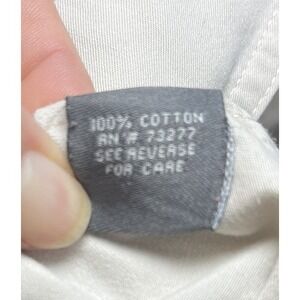 100% COTTON
RN # 73277
SEE REVERSE
FOR CARE